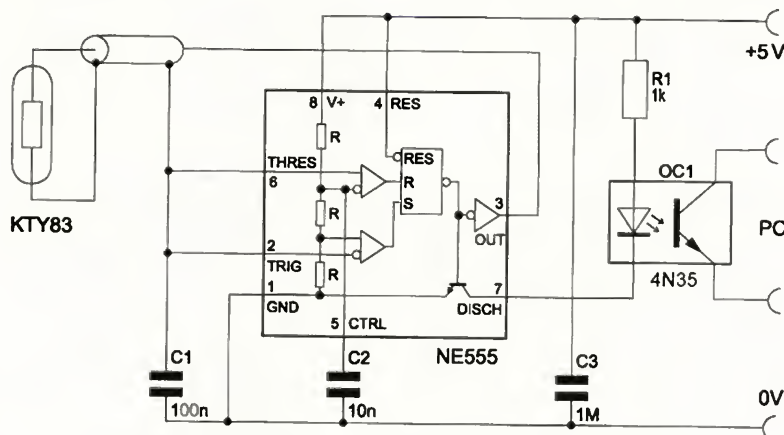 +5V
R1
1k
8 V+ 4 RES
R
RES
THRES
6
R
S
OC1
KTY83
R
3
OUT
PC
2
TRIG
R
4N35
1
GND
7
DISCH
5 CTRL
NE555
C1
C2
C3
0V
100n
10n
1M